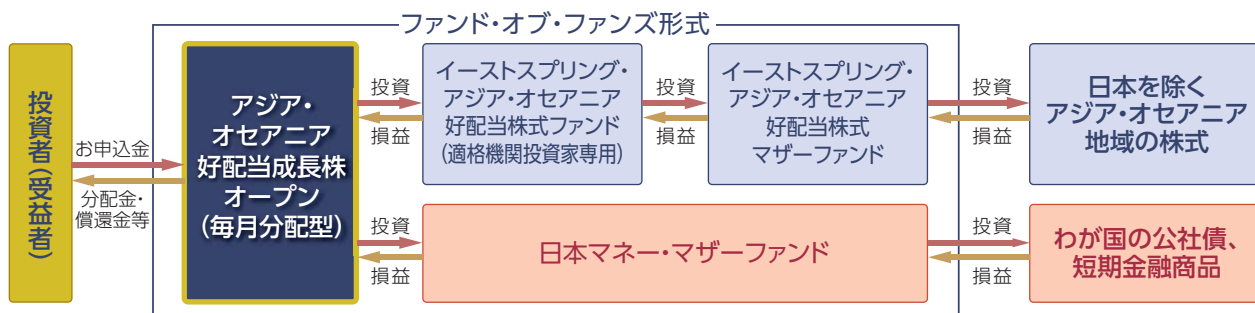 ファンド・オブ・ファンズ形式
投資者(受益者)
お申込金
分配金・
償還金等
アジア・
オセアニア
好配当成長株
オープン
(毎月分配型)
投資
損益
イーストスプリング・
アジア・オセアニア
好配当株式ファンド
(適格機関投資家専用)
投資
損益
イーストスプリング・
アジア・オセアニア
好配当株式
マザーファンド
投資
損益
日本を除く
アジア・オセアニア
地域の株式
投資
損益
日本マネー・マザーファンド
投資
損益
わが国の公社債、
短期金融商品